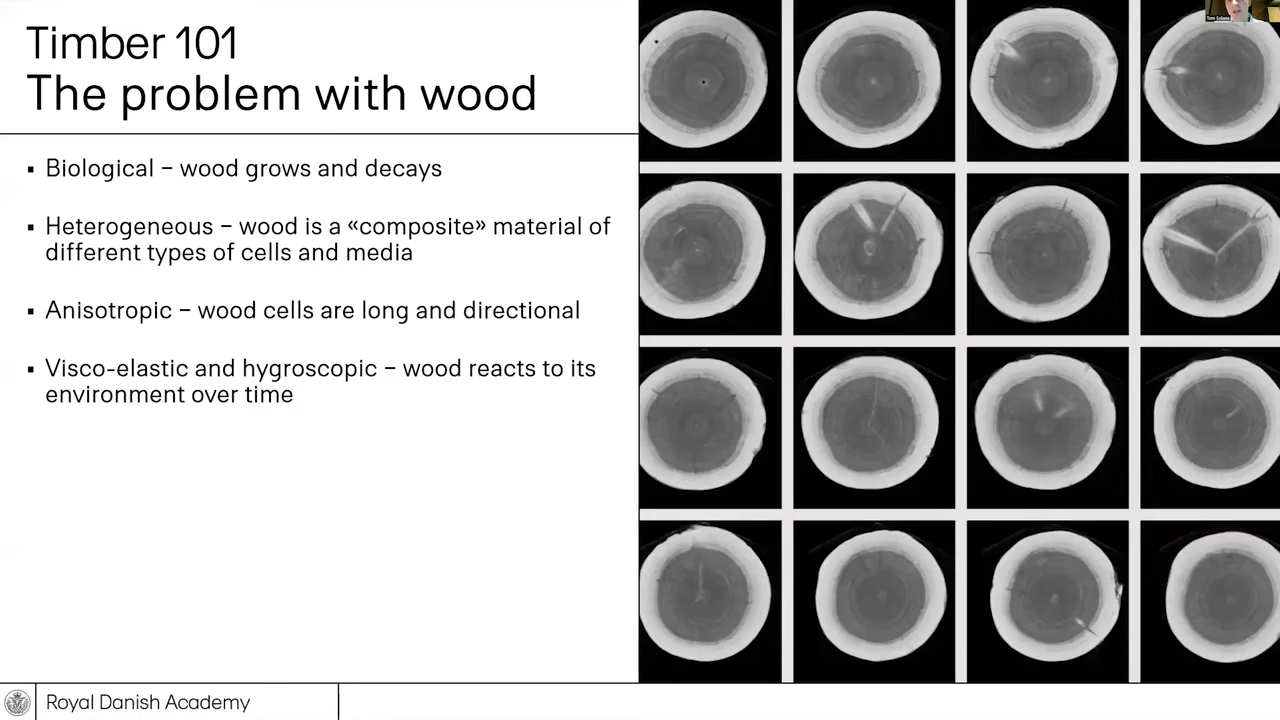 Timber 101
The problem with wood
▪ Biological – wood grows and decays
▪ Heterogeneous – wood is a «composite» material of
different types of cells and media
▪ Anisotropic – wood cells are long and directional
▪ Visco-elastic and hygroscopic – wood reacts to its
environment over time
Royal Danish Academy